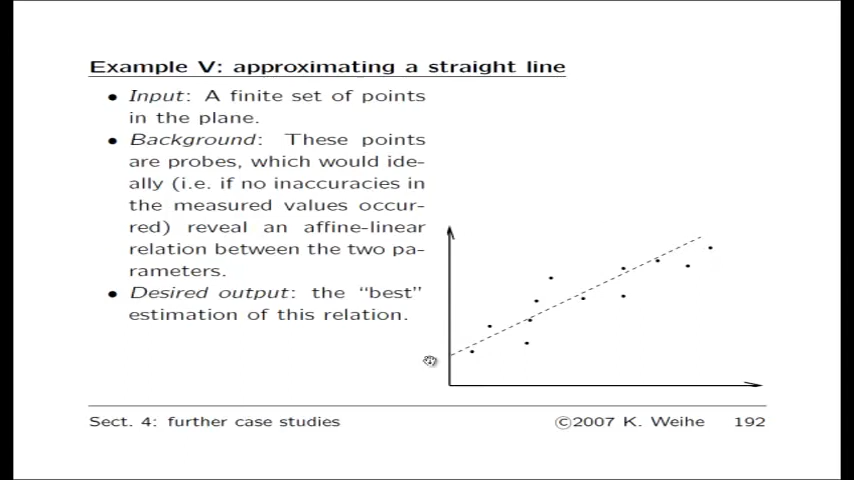 Example V: approximating a straight line
• Input: A finite set of points
in the plane.
• Background: These points
are probes, which would ide-
ally (i.e. if no inaccuracies in
the measured values occur-
red) reveal an affine-linear
relation between the two pa-
rameters.
• Desired output: the “best”
estimation of this relation.
Sect. 4: further case studies
©2007 K. Weihe 192